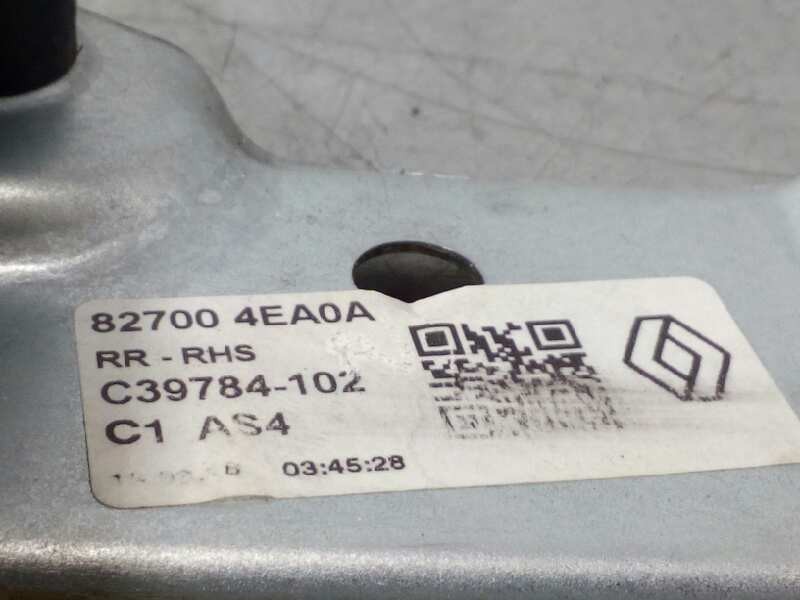 82700 4EA0A
RR - RHS
C39784-102
C1 AS4
03:45:28